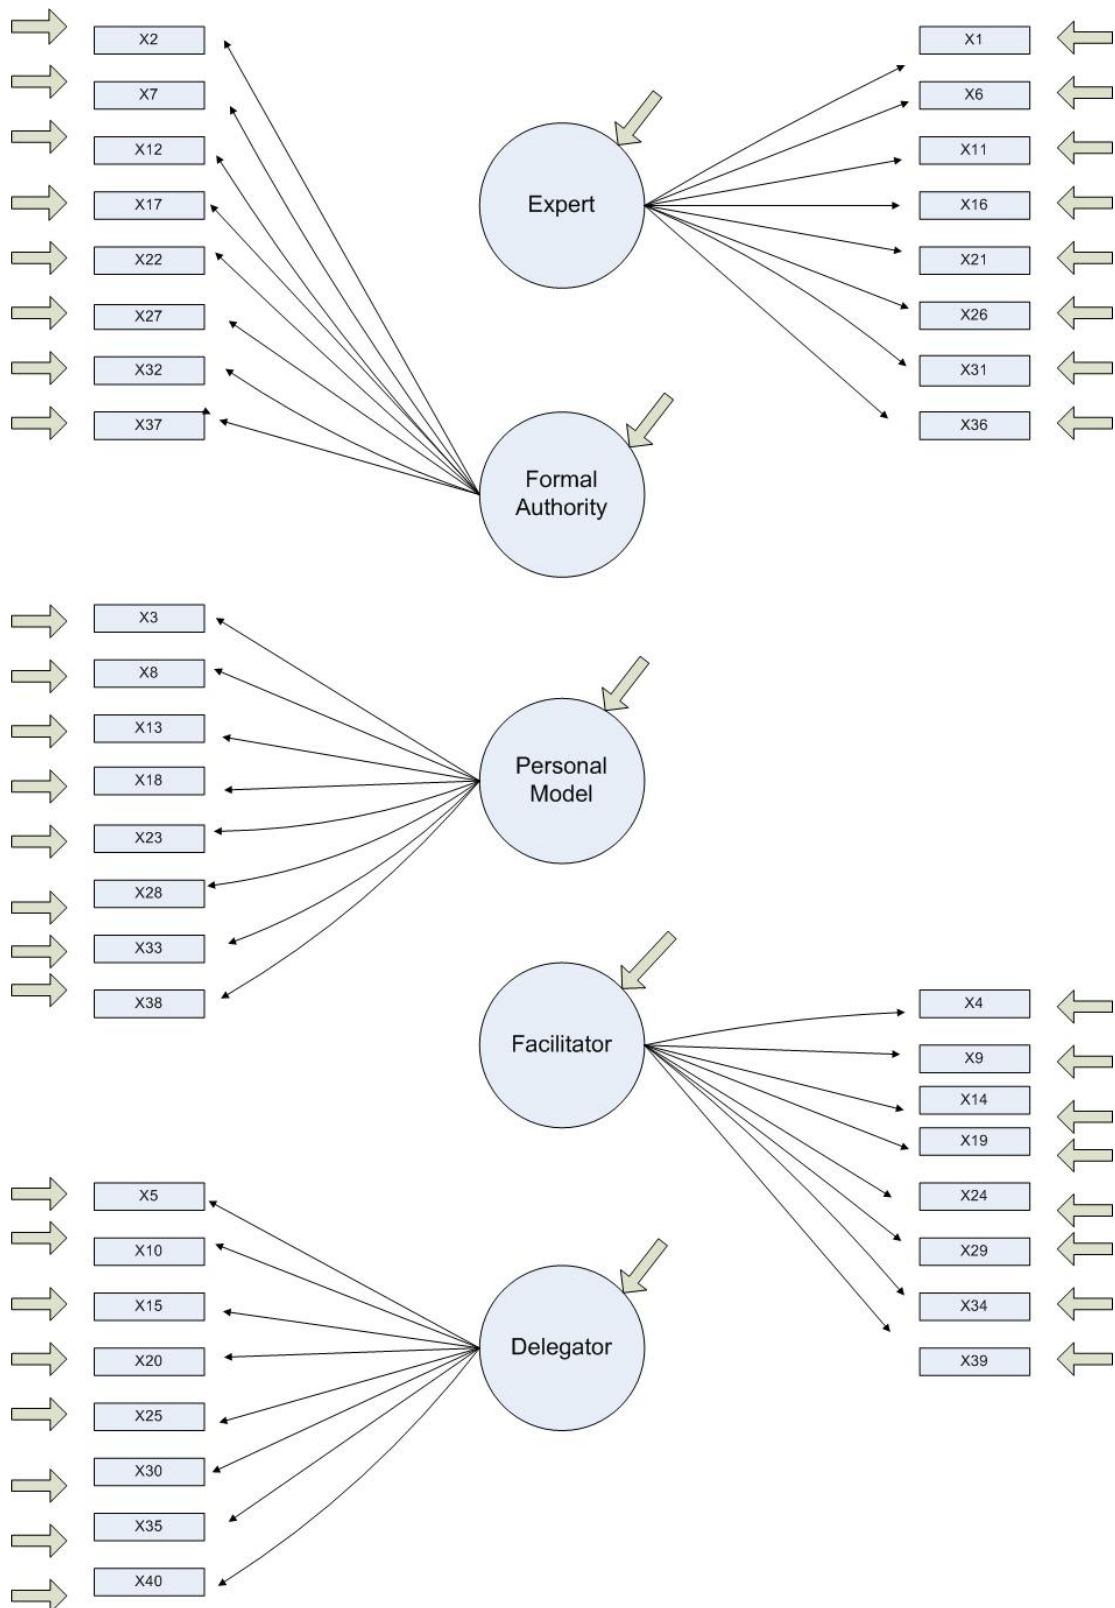 X2
X7
X12
X17
X22
X27
X32
X37
Expert
X1
X6
X11
X16
X21
X26
X31
X36
Formal
Authority
X3
X8
X13
X18
X23
X28
X33
X38
Personal
Model
Facilitator
X4
X9
X14
X19
X24
X29
X34
X39
X5
X10
X15
X20
X25
X30
X35
X40
Delegator